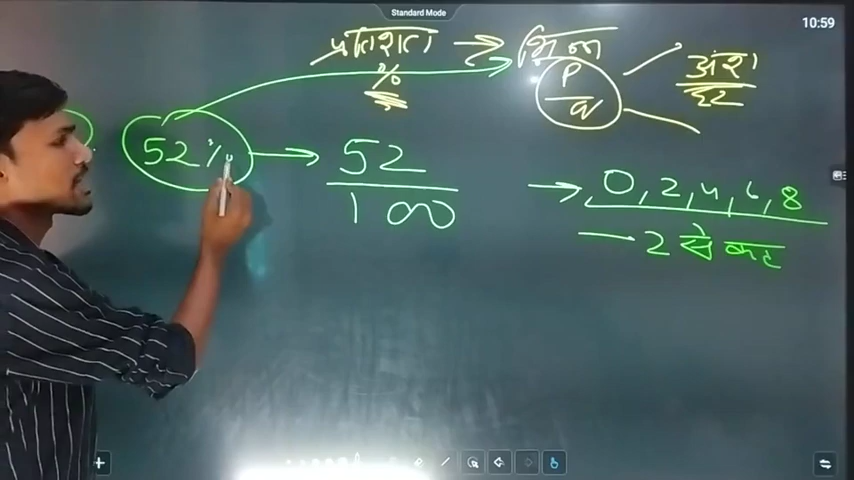 Standard Mode
10:59
प्रतिशत → भिन्न
%
P/q
अंश
हर
52% → 52/100
→ 0, 2, 4, 6, 8
— 2 से कट